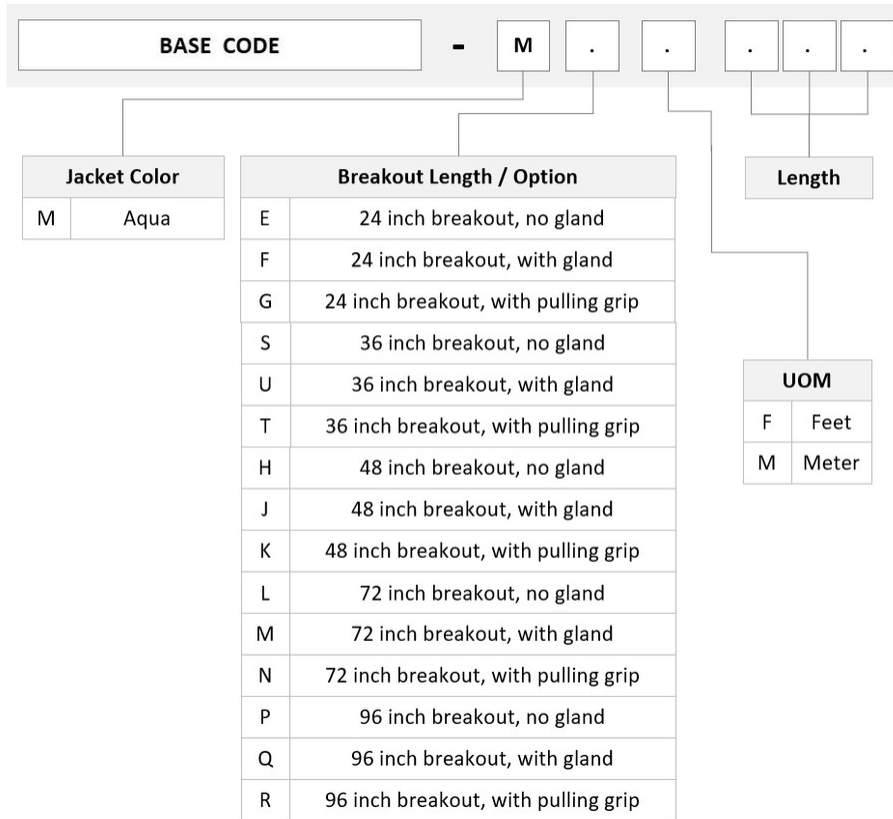 BASE CODE - M . . . . .
Jacket Color
M Aqua
Breakout Length / Option
E 24 inch breakout, no gland
F 24 inch breakout, with gland
G 24 inch breakout, with pulling grip
S 36 inch breakout, no gland
U 36 inch breakout, with gland
T 36 inch breakout, with pulling grip
H 48 inch breakout, no gland
J 48 inch breakout, with gland
K 48 inch breakout, with pulling grip
L 72 inch breakout, no gland
M 72 inch breakout, with gland
N 72 inch breakout, with pulling grip
P 96 inch breakout, no gland
Q 96 inch breakout, with gland
R 96 inch breakout, with pulling grip
Length
UOM
F Feet
M Meter